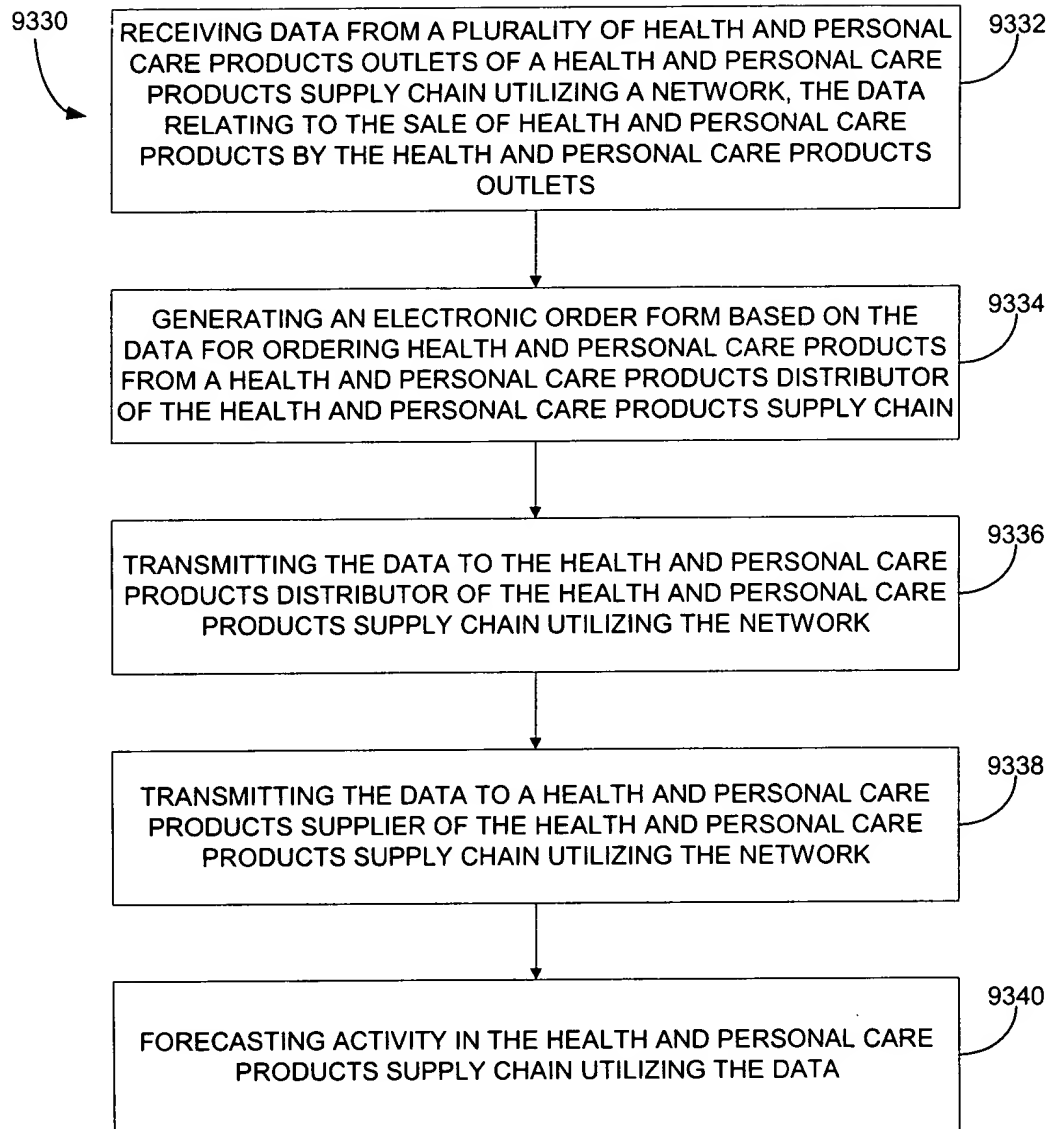 9330
RECEIVING DATA FROM A PLURALITY OF HEALTH AND PERSONAL
CARE PRODUCTS OUTLETS OF A HEALTH AND PERSONAL CARE
PRODUCTS SUPPLY CHAIN UTILIZING A NETWORK, THE DATA
RELATING TO THE SALE OF HEALTH AND PERSONAL CARE
PRODUCTS BY THE HEALTH AND PERSONAL CARE PRODUCTS
OUTLETS
9332
GENERATING AN ELECTRONIC ORDER FORM BASED ON THE
DATA FOR ORDERING HEALTH AND PERSONAL CARE PRODUCTS
FROM A HEALTH AND PERSONAL CARE PRODUCTS DISTRIBUTOR
OF THE HEALTH AND PERSONAL CARE PRODUCTS SUPPLY CHAIN
9334
TRANSMITTING THE DATA TO THE HEALTH AND PERSONAL CARE
PRODUCTS DISTRIBUTOR OF THE HEALTH AND PERSONAL CARE
PRODUCTS SUPPLY CHAIN UTILIZING THE NETWORK
9336
TRANSMITTING THE DATA TO A HEALTH AND PERSONAL CARE
PRODUCTS SUPPLIER OF THE HEALTH AND PERSONAL CARE
PRODUCTS SUPPLY CHAIN UTILIZING THE NETWORK
9338
FORECASTING ACTIVITY IN THE HEALTH AND PERSONAL CARE
PRODUCTS SUPPLY CHAIN UTILIZING THE DATA
9340